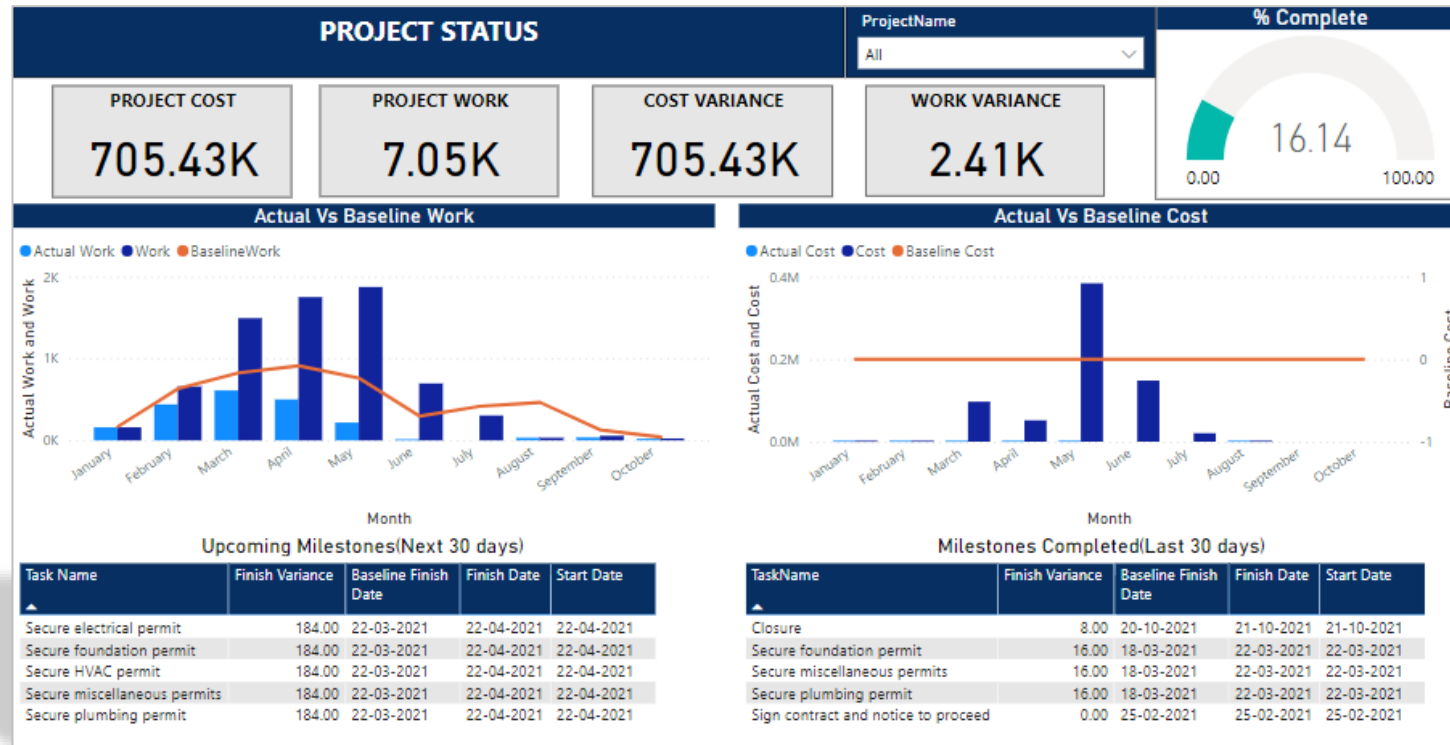 PROJECT STATUS
ProjectName
All
% Complete
16.14
0.00 100.00
PROJECT COST
705.43K
PROJECT WORK
7.05K
COST VARIANCE
705.43K
WORK VARIANCE
2.41K
Actual Vs Baseline Work
Actual Work Work BaselineWork
Actual Work and Work
2K
1K
0K
January February March April May June July August September October
Month
Actual Vs Baseline Cost
Actual Cost Cost Baseline Cost
Actual Cost and Cost
0.4M
0.2M
0.0M
1
0
-1
Baseline Cost
January February March April May June July August September October
Month
Upcoming Milestones(Next 30 days)
Task Name Finish Variance Baseline Finish Date Finish Date Start Date
Secure electrical permit 184.00 22-03-2021 22-04-2021 22-04-2021
Secure foundation permit 184.00 22-03-2021 22-04-2021 22-04-2021
Secure HVAC permit 184.00 22-03-2021 22-04-2021 22-04-2021
Secure miscellaneous permits 184.00 22-03-2021 22-04-2021 22-04-2021
Secure plumbing permit 184.00 22-03-2021 22-04-2021 22-04-2021
Milestones Completed(Last 30 days)
TaskName Finish Variance Baseline Finish Date Finish Date Start Date
Closure 8.00 20-10-2021 21-10-2021 21-10-2021
Secure foundation permit 16.00 18-03-2021 22-03-2021 22-03-2021
Secure miscellaneous permits 16.00 18-03-2021 22-03-2021 22-03-2021
Secure plumbing permit 16.00 18-03-2021 22-03-2021 22-03-2021
Sign contract and notice to proceed 0.00 25-02-2021 25-02-2021 25-02-2021